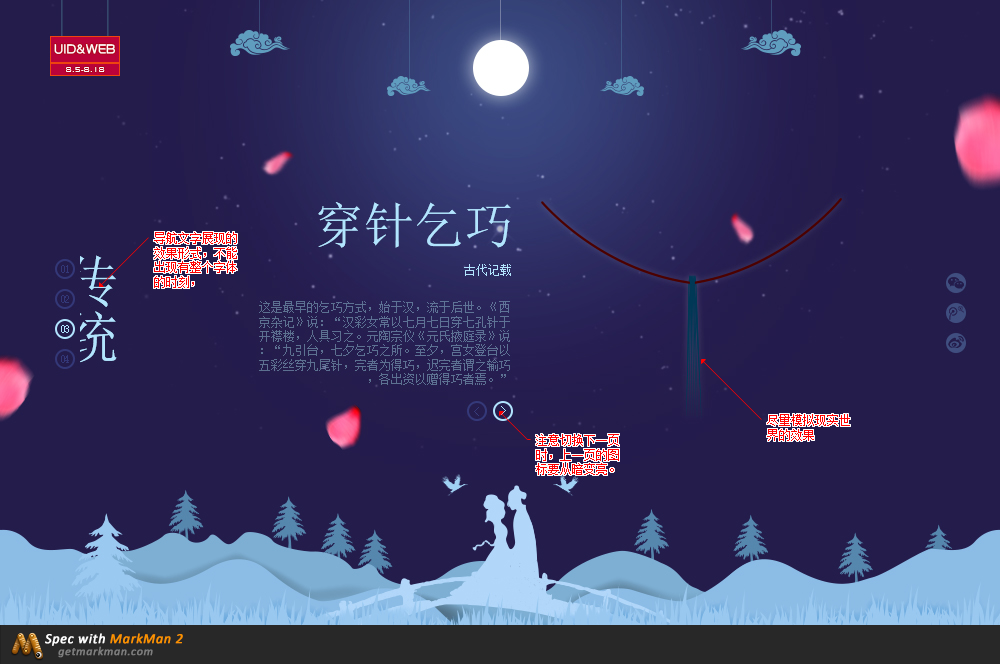 UID&WEB
8.5-8.18
穿针乞巧
古代记载
导航文字展现的
效果形式，不能
出现有整个字体
的时刻，
01
02
03
04
这是最早的乞巧方式，始于汉，流于后世。《西
京杂记》说：“汉彩女常以七月七日穿七孔针于
开襟楼，人具习之。元陶宗仪《元氏掖庭录》说
：“九引台，七夕乞巧之所。至夕，宫女登台以
五彩丝穿九尾针，完者为得巧，迟完者谓之输巧
，各出资以赠得巧者焉。”
注意切换下一页
时，上一页的图
标要从暗变亮。
尽量模拟现实世
界的效果
Spec with MarkMan 2
getmarkman.com